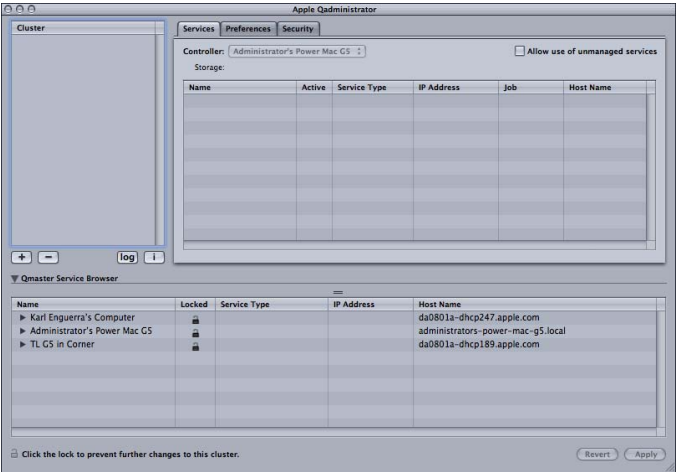 Apple Qadministrator
Cluster
Services Preferences Security
Controller: Administrator's Power Mac G5
Allow use of unmanaged services
Storage:
Name Active Service Type IP Address Job Host Name
+ - log i
Qmaster Service Browser
Name Locked Service Type IP Address Host Name
Karl Enguerra's Computer da0801a-dhcp247.apple.com
Administrator's Power Mac G5 administrators-power-mac-g5.local
TL G5 in Corner da0801a-dhcp189.apple.com
Click the lock to prevent further changes to this cluster.
Revert Apply